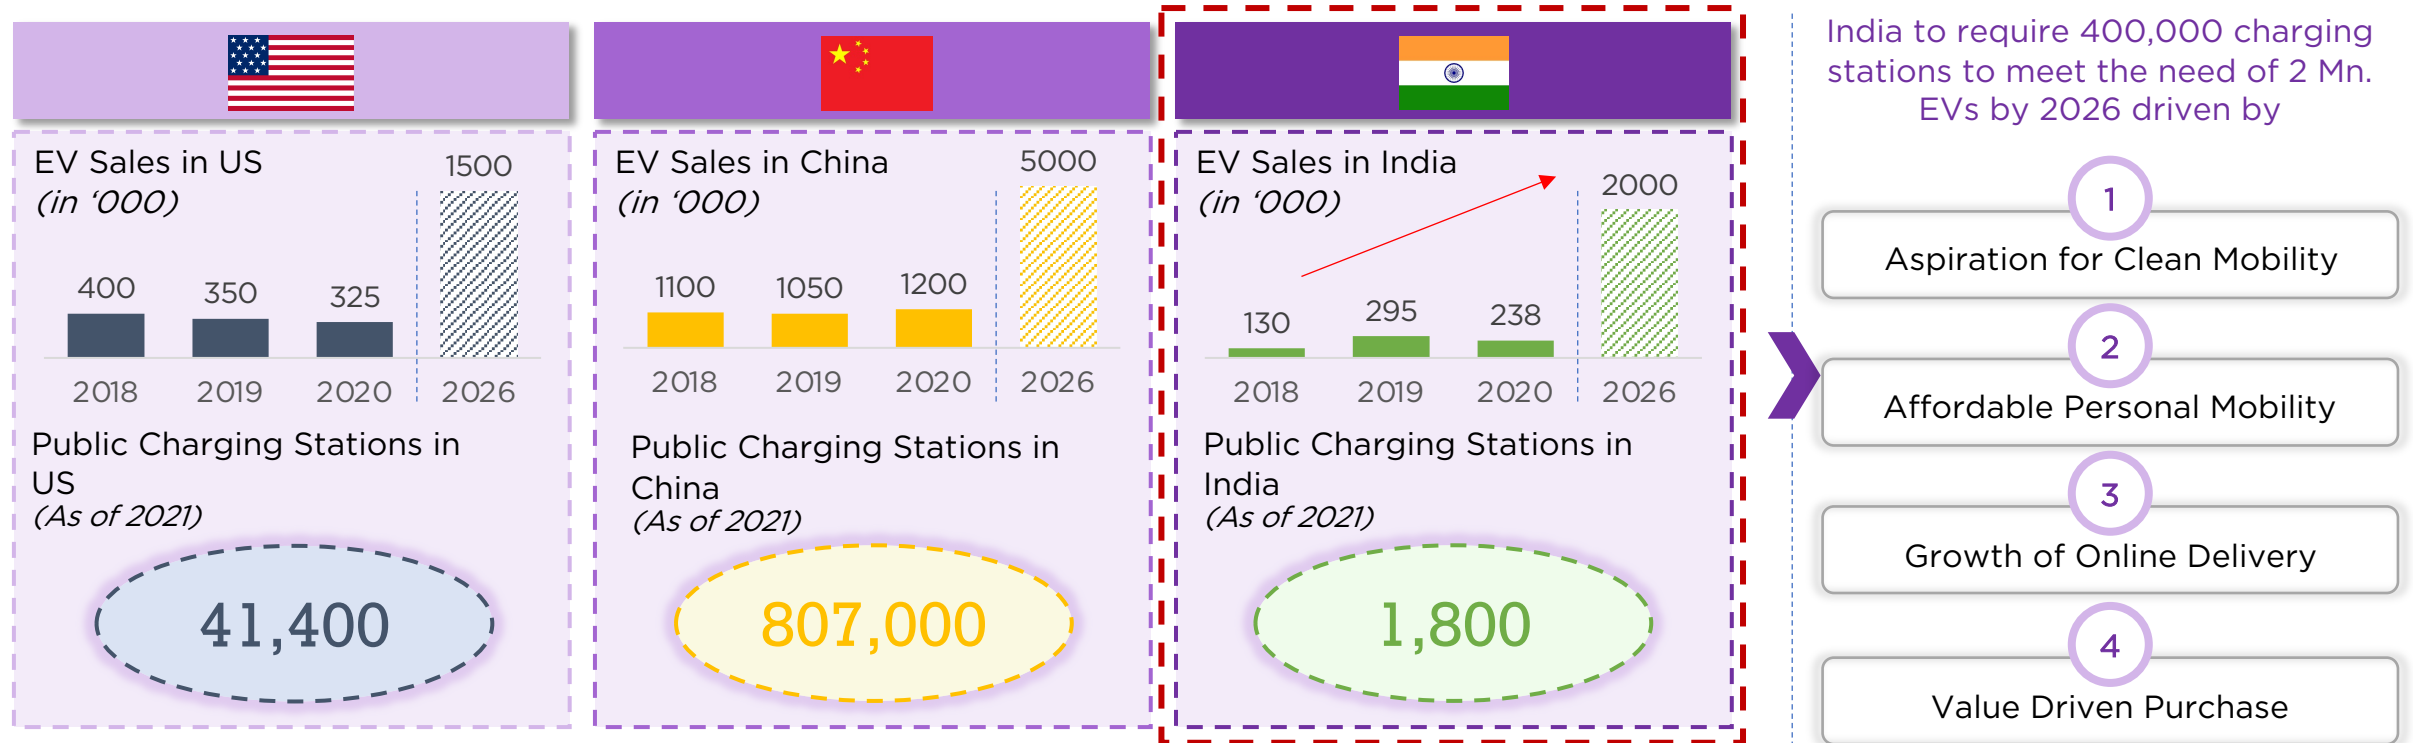 EV Sales in US
(in ‘000)
1500
400
350
325
2018
2019
2020
2026
Public Charging Stations in
US
(As of 2021)
41,400
EV Sales in China
(in ‘000)
5000
1100
1050
1200
2018
2019
2020
2026
Public Charging Stations in
China
(As of 2021)
807,000
EV Sales in India
(in ‘000)
2000
130
295
238
2018
2019
2020
2026
Public Charging Stations in
India
(As of 2021)
1,800
India to require 400,000 charging
stations to meet the need of 2 Mn.
EVs by 2026 driven by
1
Aspiration for Clean Mobility
2
Affordable Personal Mobility
3
Growth of Online Delivery
4
Value Driven Purchase